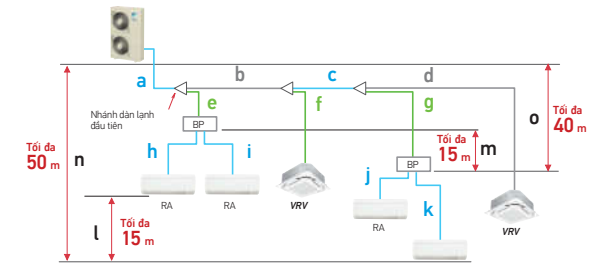 a
b
c
d
Nhánh dàn lạnh
đầu tiên
e
f
g
o
Tối đa
40 m
BP
Tối đa
15 m
m
Tối đa
50 m
n
h
i
BP
j
k
RA
RA
VRV
RA
VRV
l
Tối đa
15 m